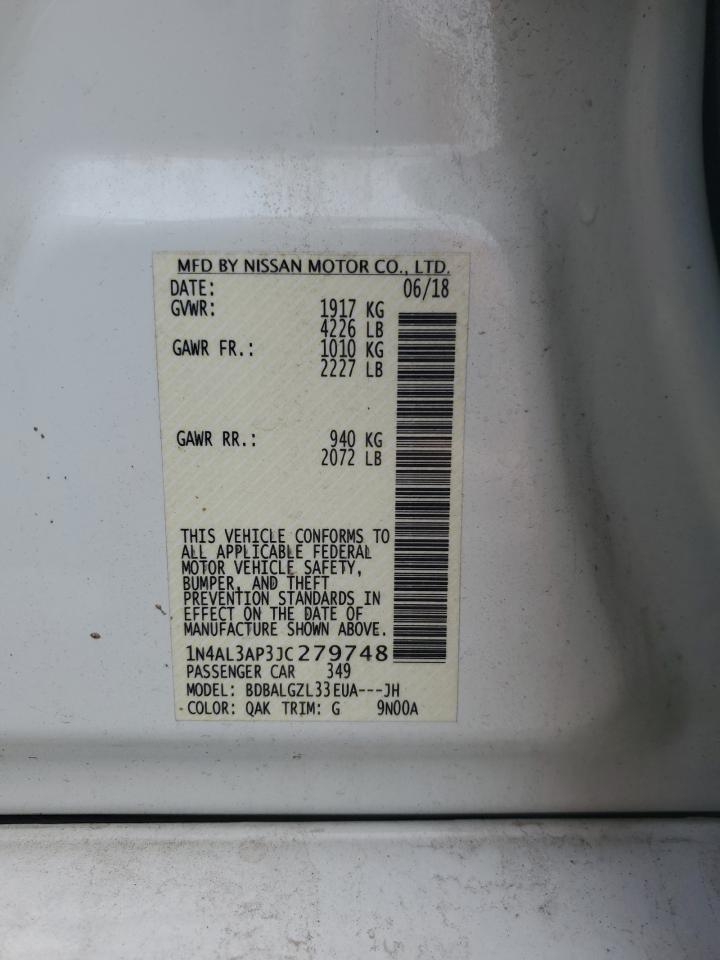 MFD BY NISSAN MOTOR CO., LTD.
DATE: 06/18
GVWR: 1917 KG
4226 LB
GAWR FR.: 1010 KG
2227 LB
GAWR RR.: 940 KG
2072 LB
THIS VEHICLE CONFORMS TO
ALL APPLICABLE FEDERAL
MOTOR VEHICLE SAFETY,
BUMPER, AND THEFT
PREVENTION STANDARDS IN
EFFECT ON THE DATE OF
MANUFACTURE SHOWN ABOVE.
1N4AL3AP3JC279748
PASSENGER CAR 349
MODEL: BDBALGZL33EUA---JH
COLOR: QAK TRIM: G 9N00A